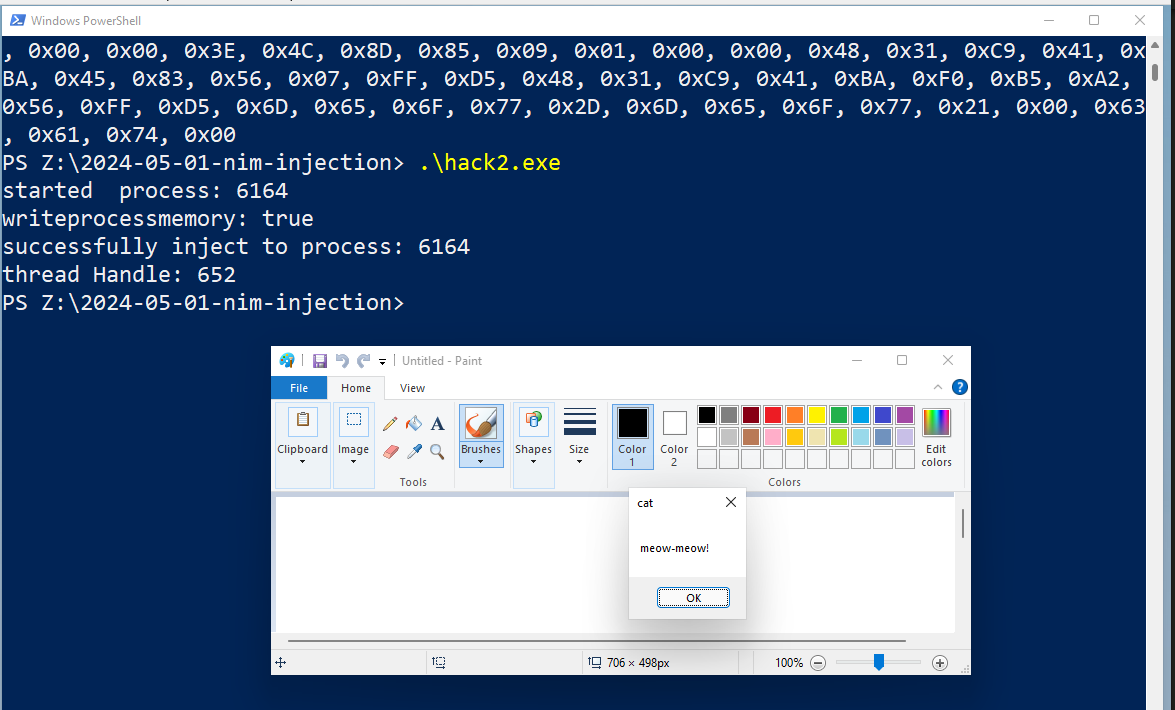 Windows PowerShell
, 0x00, 0x00, 0x3E, 0x4C, 0x8D, 0x85, 0x09, 0x01, 0x00, 0x00, 0x48, 0x31, 0xC9, 0x41, 0x
BA, 0x45, 0x83, 0x56, 0x07, 0xFF, 0xD5, 0x48, 0x31, 0xC9, 0x41, 0xBA, 0xF0, 0xB5, 0xA2,
0x56, 0xFF, 0xD5, 0x6D, 0x65, 0x6F, 0x77, 0x2D, 0x6D, 0x65, 0x6F, 0x77, 0x21, 0x00, 0x63
, 0x61, 0x74, 0x00
PS Z:\2024-05-01-nim-injection> .\hack2.exe
started  process: 6164
writeprocessmemory: true
successfully inject to process: 6164
thread Handle: 652
PS Z:\2024-05-01-nim-injection>
Untitled - Paint
File Home View
Clipboard Image Brushes Shapes Size Color 1 Color 2 Edit colors
Tools Colors
cat
meow-meow!
OK
706 × 498px 100%